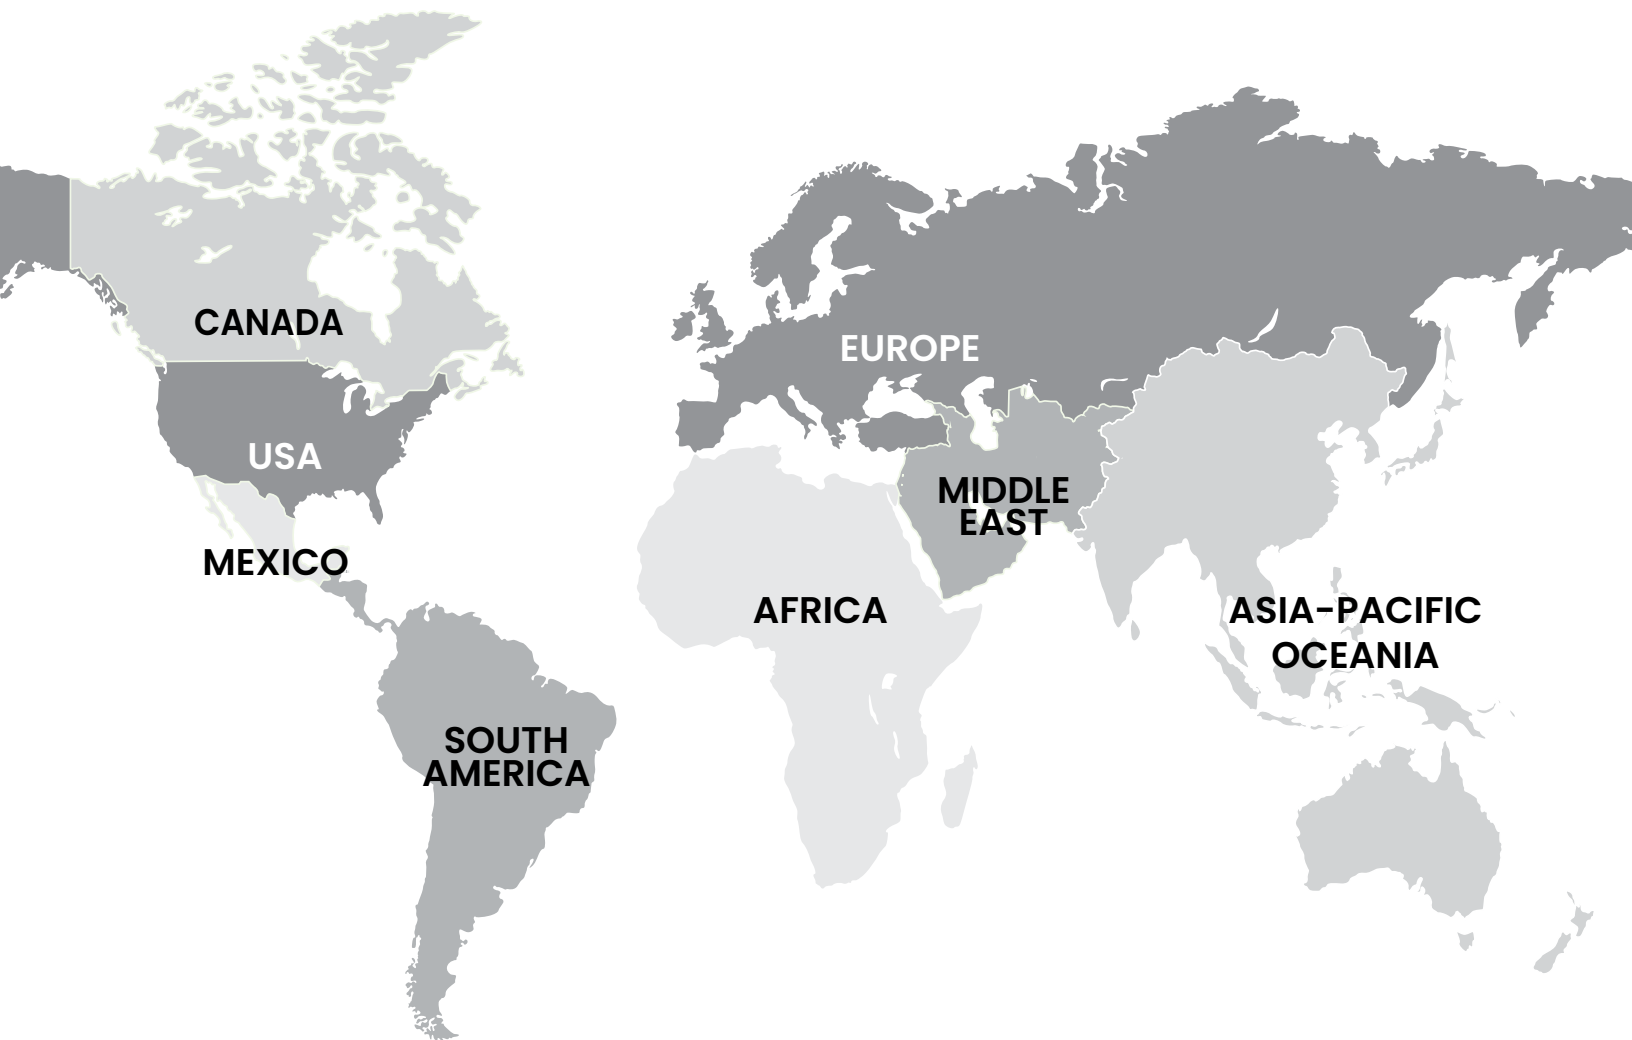 CANADA
EUROPE
USA
MIDDLE
EAST
MEXICO
AFRICA
ASIA-PACIFIC
OCEANIA
SOUTH
AMERICA